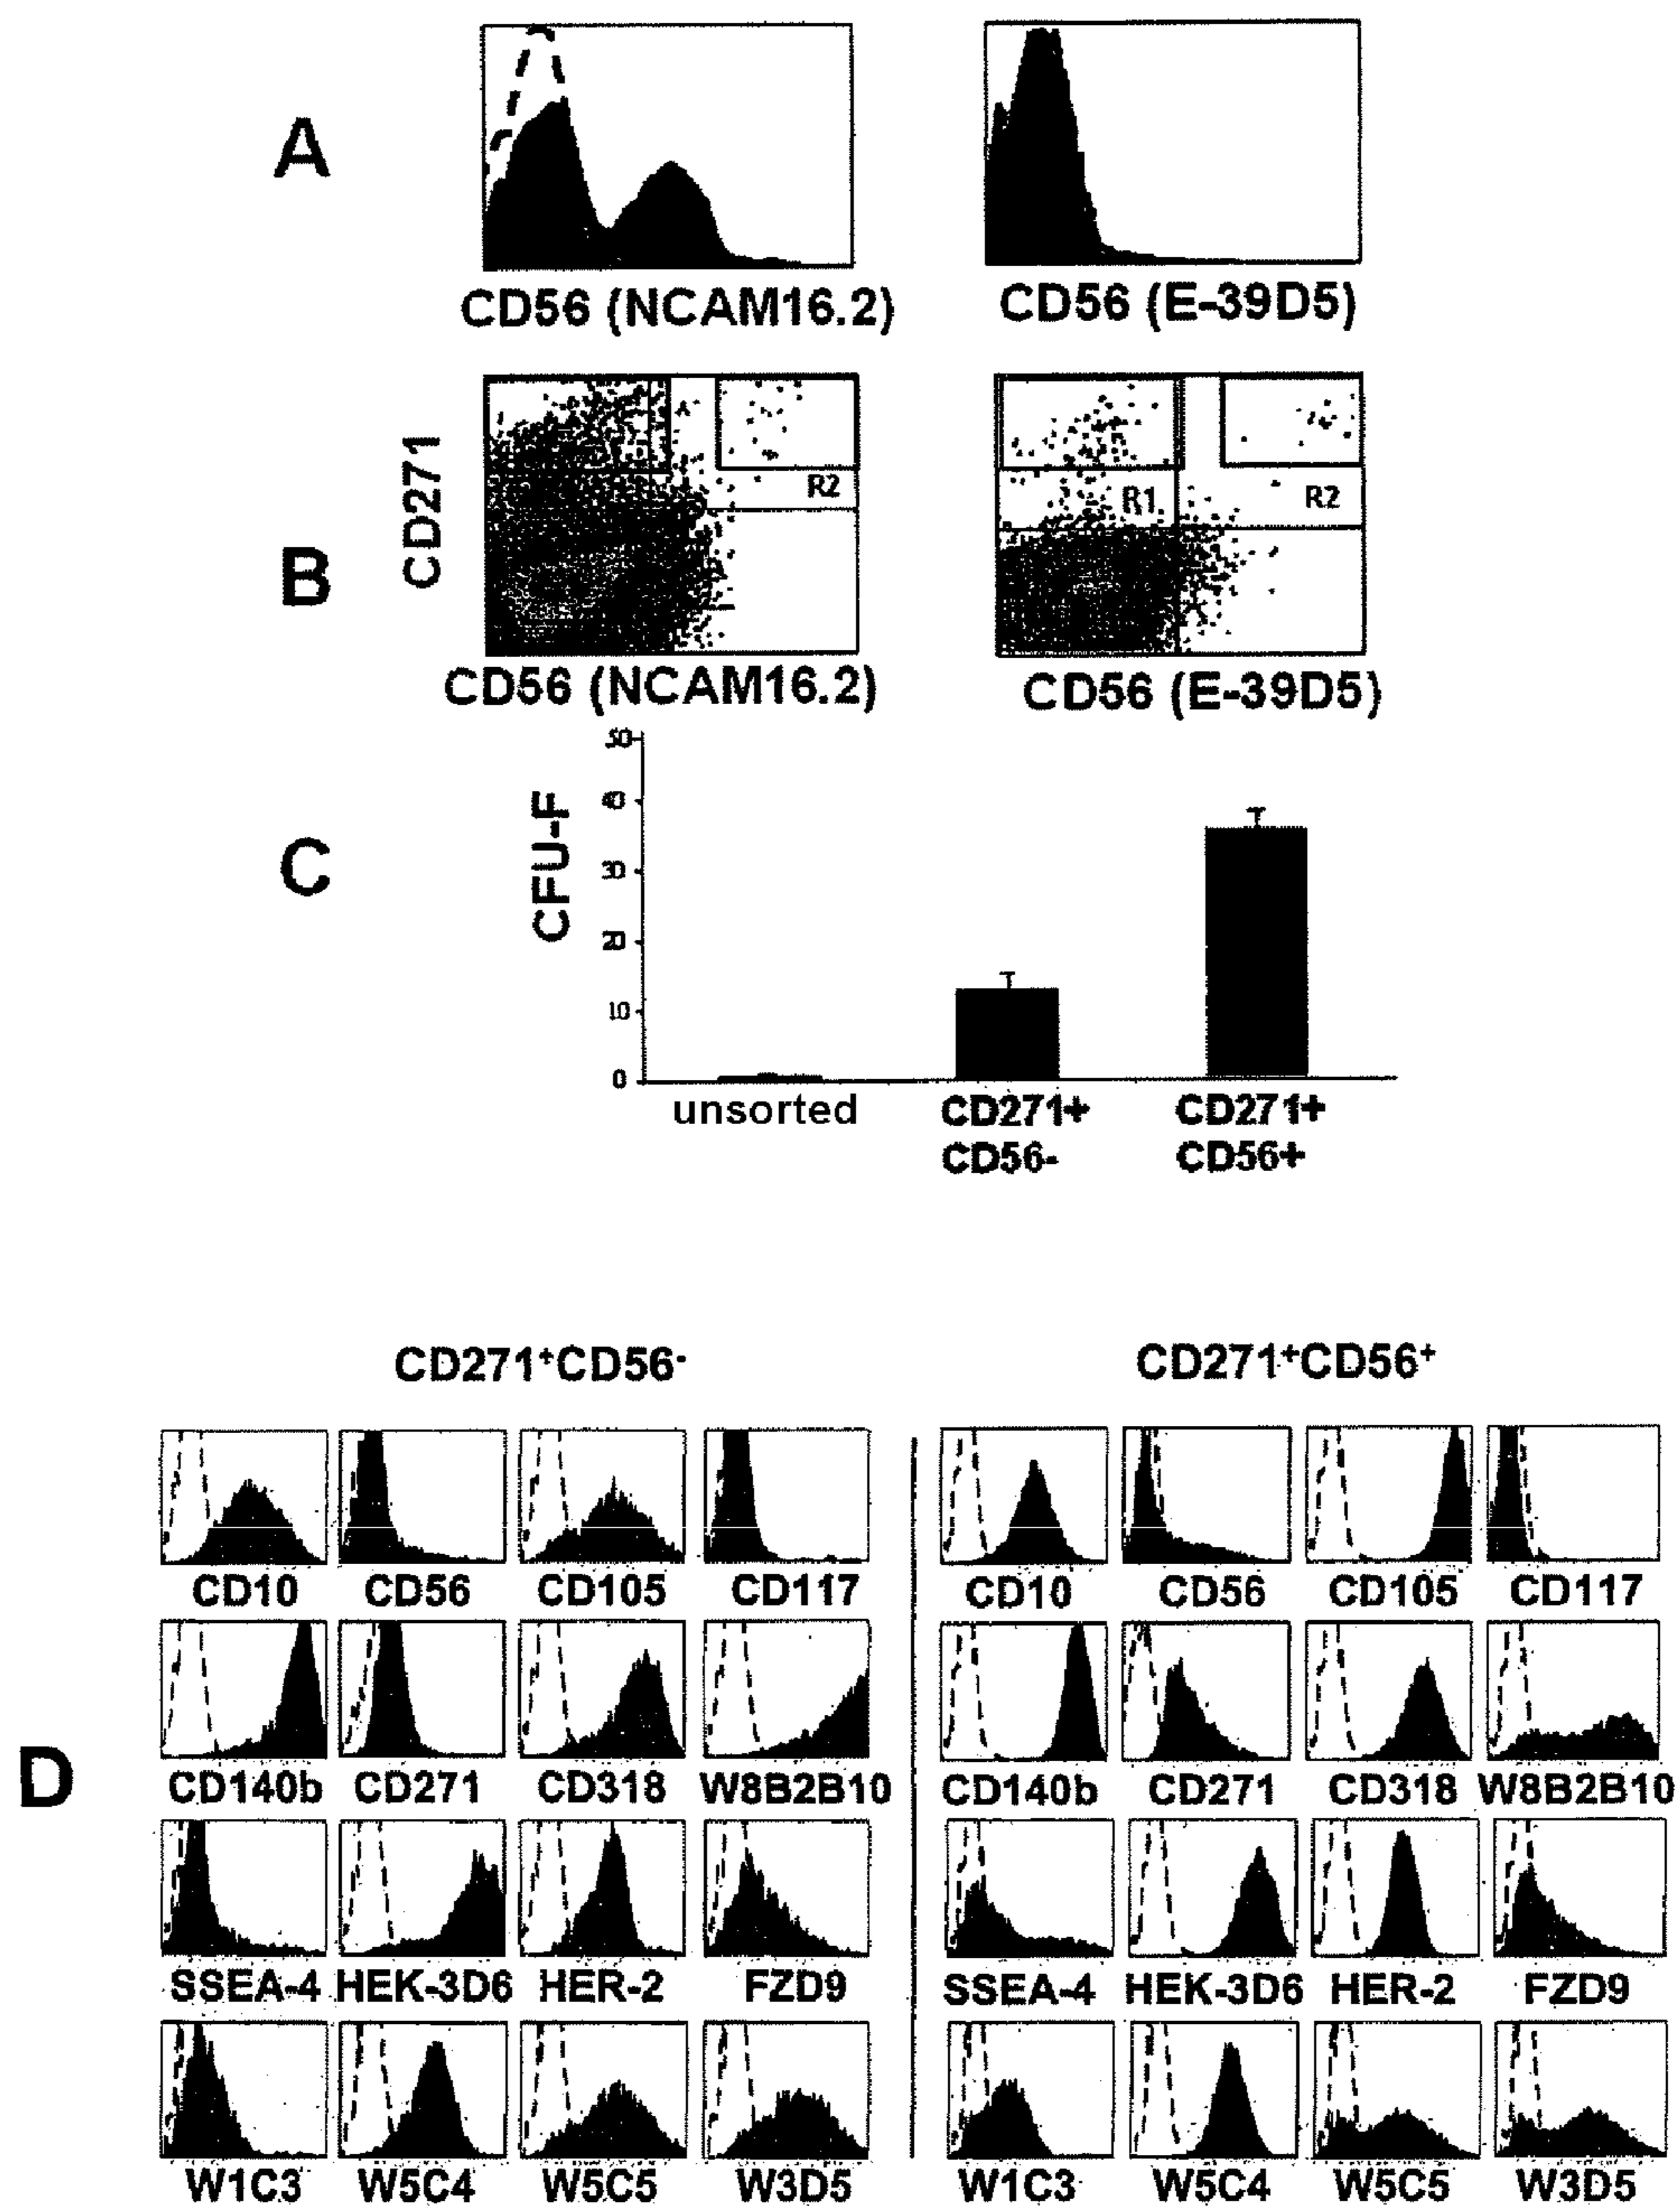 A
CD56 (NCAM16.2)
CD56 (E-39D5)
B
CD271
R2
R1
R2
CD56 (NCAM16.2)
CD56 (E-39D5)
C
CFU-F
50
40
30
20
10
0
unsorted
CD271+
CD56-
CD271+
CD56+
D
CD271+CD56-
CD271+CD56+
CD10 CD56 CD105 CD117
CD10 CD56 CD105 CD117
CD140b CD271 CD318 W8B2B10
CD140b CD271 CD318 W8B2B10
SSEA-4 HEK-3D6 HER-2 FZD9
SSEA-4 HEK-3D6 HER-2 FZD9
W1C3 W5C4 W5C5 W3D5
W1C3 W5C4 W5C5 W3D5